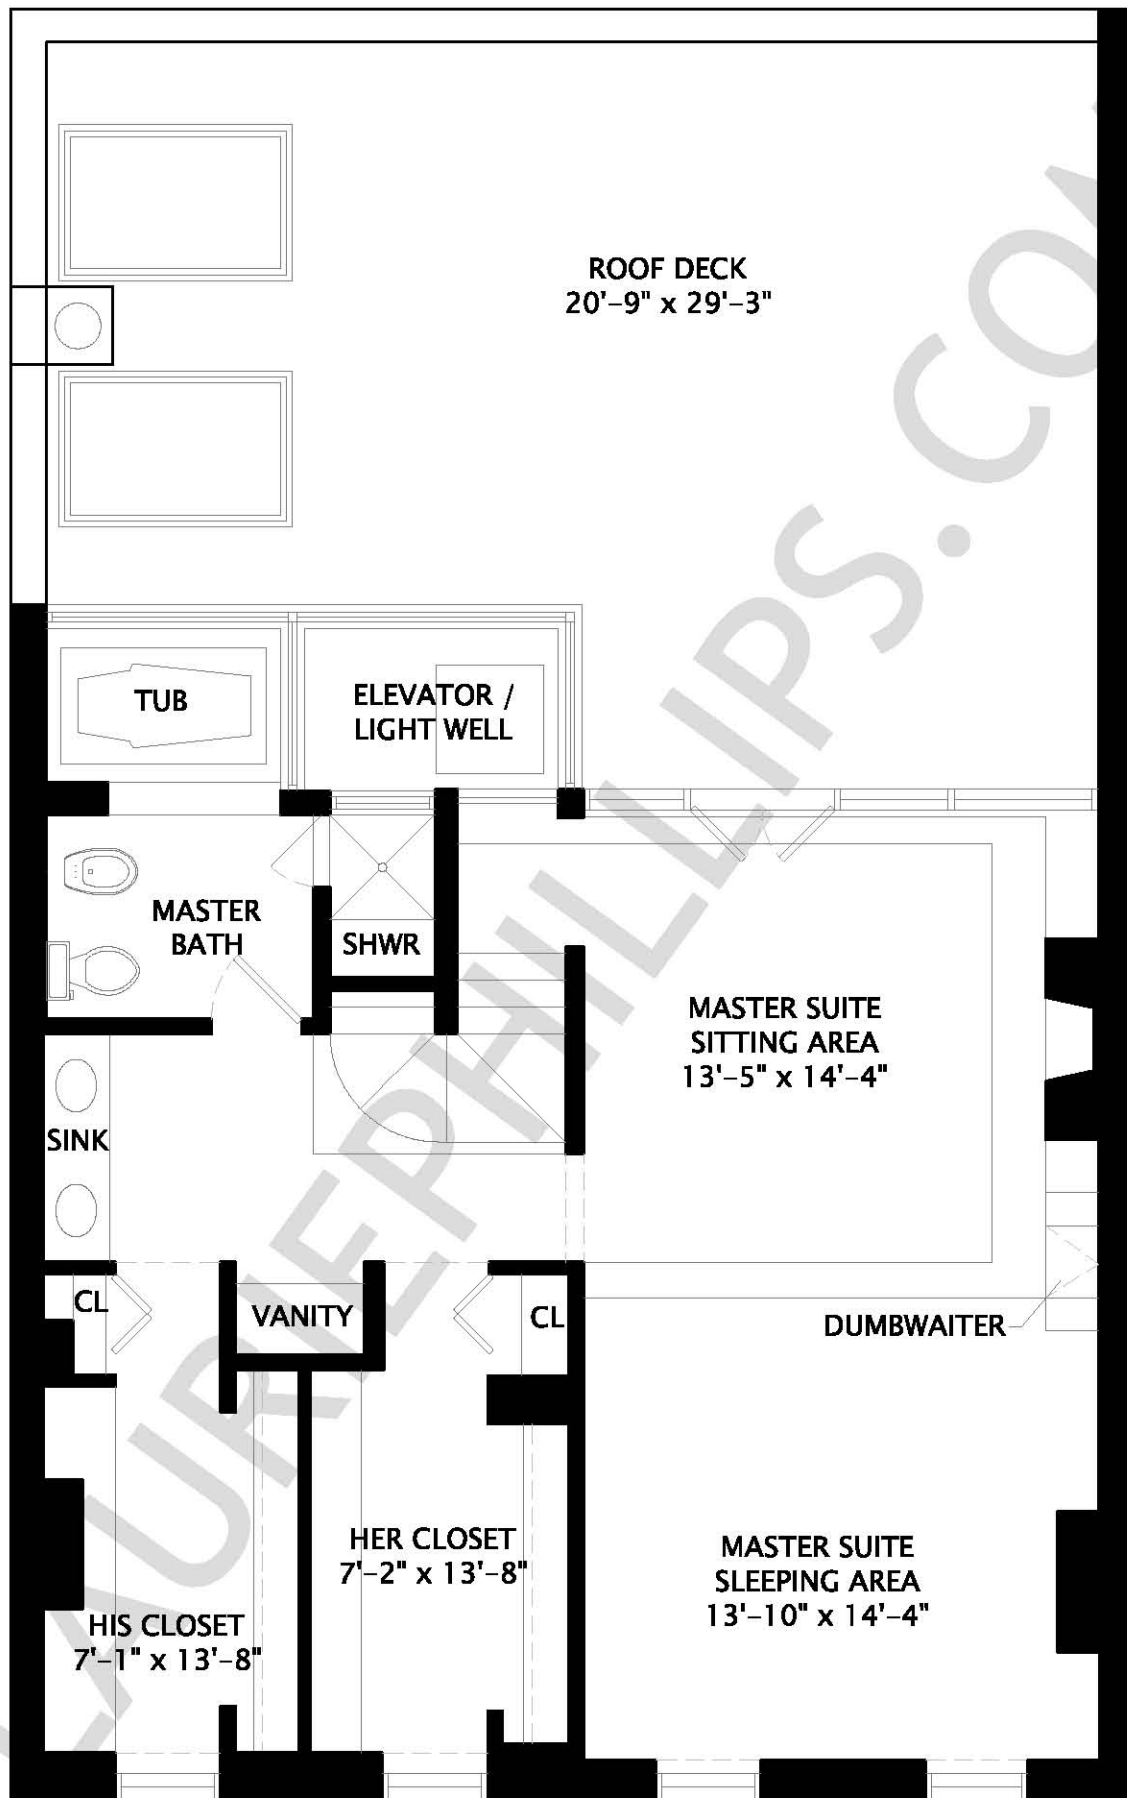 ROOF DECK
20'-9" x 29'-3"
TUB
ELEVATOR /
LIGHT WELL
MASTER
BATH
SHWR
MASTER SUITE
SITTING AREA
13'-5" x 14'-4"
SINK
CL
VANITY
CL
DUMBWAITER
HER CLOSET
7'-2" x 13'-8"
MASTER SUITE
SLEEPING AREA
13'-10" x 14'-4"
HIS CLOSET
7'-1" x 13'-8"
LAURIEPHILLIPS.COM